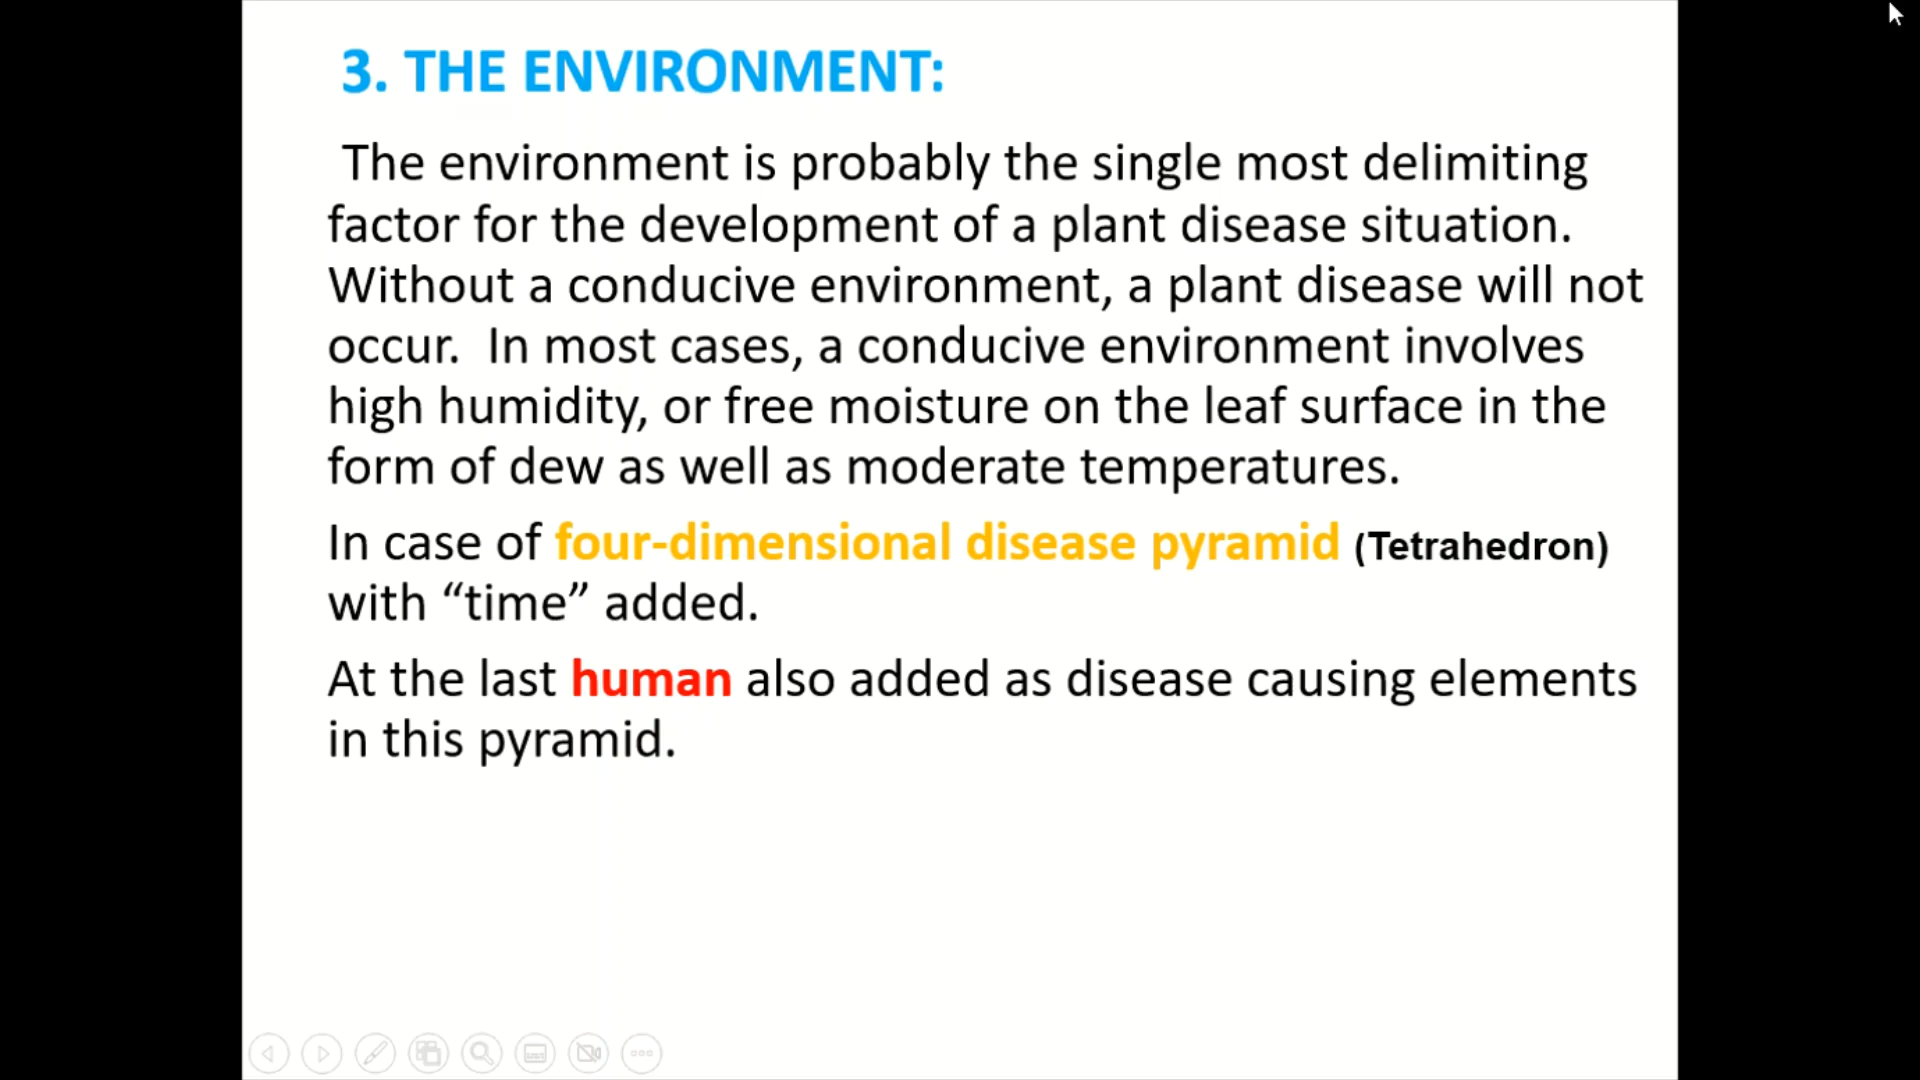 3. THE ENVIRONMENT:
The environment is probably the single most delimiting
factor for the development of a plant disease situation.
Without a conducive environment, a plant disease will not
occur.  In most cases, a conducive environment involves
high humidity, or free moisture on the leaf surface in the
form of dew as well as moderate temperatures.
In case of four-dimensional disease pyramid (Tetrahedron)
with “time” added.
At the last human also added as disease causing elements
in this pyramid.